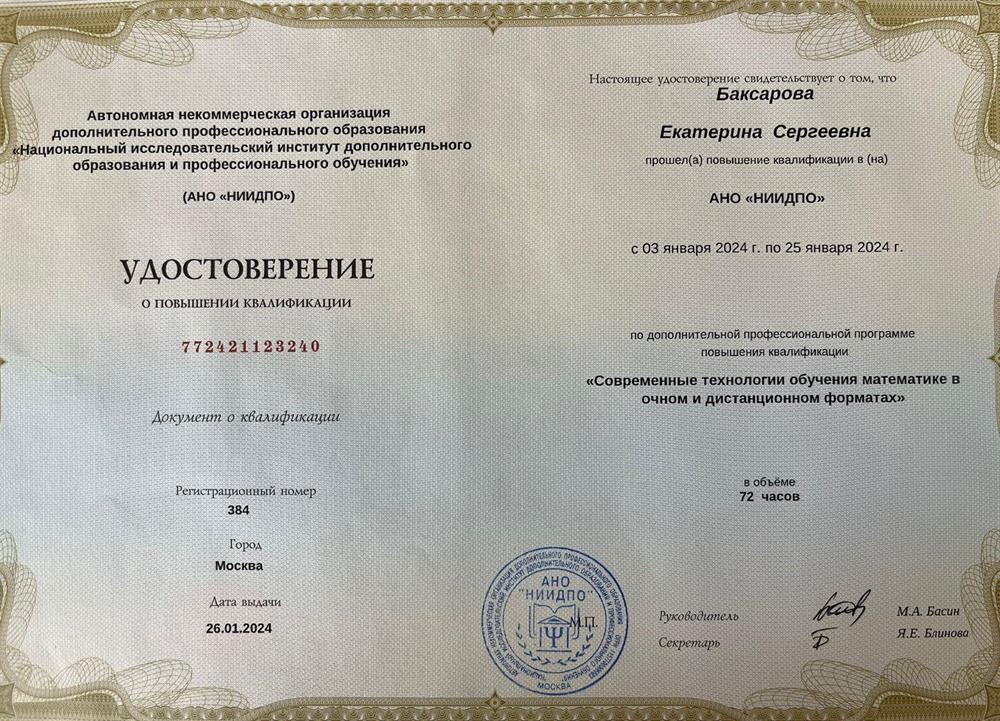 Автономная некоммерческая организация
дополнительного профессионального образования
«Национальный исследовательский институт дополнительного
образования и профессионального обучения»
(АНО «НИИДПО»)
УДОСТОВЕРЕНИЕ
О ПОВЫШЕНИИ КВАЛИФИКАЦИИ
772421123240
Документ о квалификации
Регистрационный номер
384
Город
Москва
Дата выдачи
26.01.2024
Настоящее удостоверение свидетельствует о том, что
Баксарова
Екатерина Сергеевна
прошел(а) повышение квалификации в (на)
АНО «НИИДПО»
с 03 января 2024 г. по 25 января 2024 г.
по дополнительной профессиональной программе
повышения квалификации
«Современные технологии обучения математике в
очном и дистанционном форматах»
в объёме
72 часов
АНО
"НИИДПО"
М.П.
МОСКВА
Руководитель
М.А. Басин
Секретарь
Я.Е. Блинова